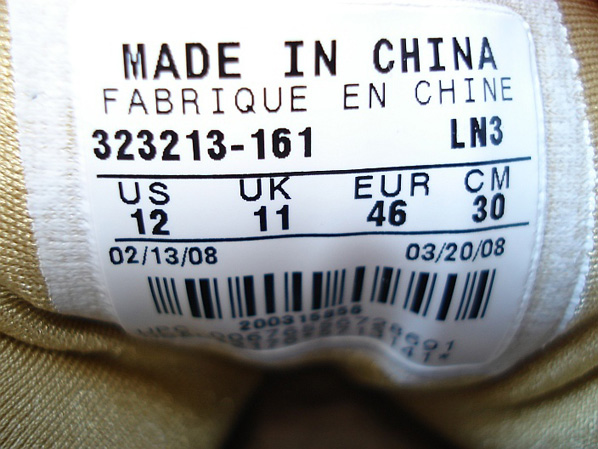 MADE IN CHINA
FABRIQUE EN CHINE
323213-161 LN3
US UK EUR CM
12 11 46 30
02/13/08 03/20/08